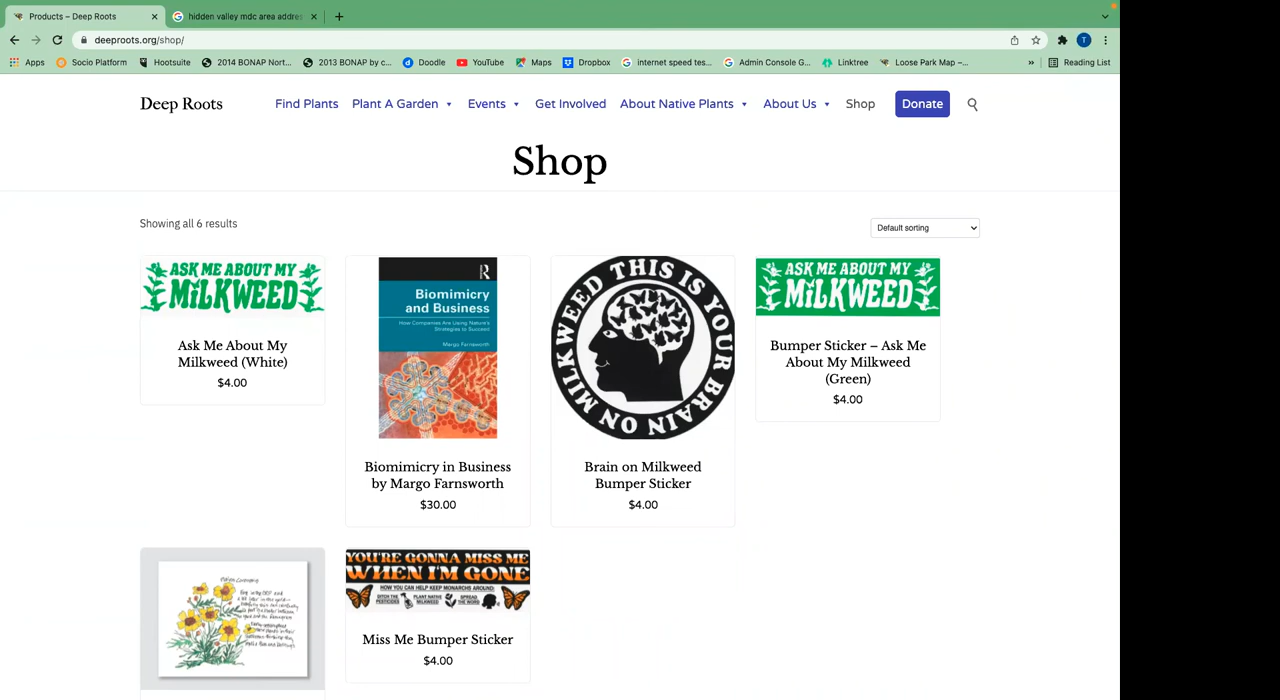 Products – Deep Roots
hidden valley mdc area addres
deeproots.org/shop/
Apps
Socio Platform
Hootsuite
2014 BONAP Nort...
2013 BONAP by c...
Doodle
YouTube
Maps
Dropbox
internet speed tes...
Admin Console G...
Linktree
Loose Park Map –...
»
Reading List
T
Deep Roots
Find Plants
Plant A Garden
Events
Get Involved
About Native Plants
About Us
Shop
Donate
Shop
Showing all 6 results
Default sorting
ASK ME ABOUT MY
MILKWEED
Ask Me About My
Milkweed (White)
$4.00
R
Biomimicry
and Business
How Companies Are Using Nature's
Strategies to Succeed
Margo Farnsworth
Biomimicry in Business
by Margo Farnsworth
$30.00
THIS IS YOUR BRAIN ON MILKWEED
Brain on Milkweed
Bumper Sticker
$4.00
ASK ME ABOUT MY
MILKWEED
Bumper Sticker – Ask Me
About My Milkweed
(Green)
$4.00
YOU'RE GONNA MISS ME
WHEN I'M GONE
HOW YOU CAN HELP KEEP MONARCHS AROUND:
DITCH THE
PESTICIDES
PLANT NATIVE
MILKWEED
SPREAD
THE WORD
Miss Me Bumper Sticker
$4.00